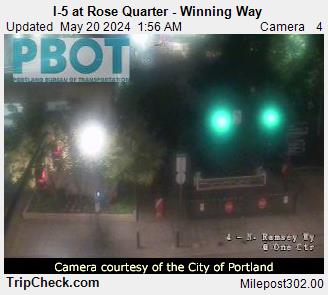 I-5 at Rose Quarter - Winning Way
Updated May 20 2024 1:56 AM Camera 4
PBOT
PORTLAND BUREAU OF TRANSPORTATION
4 - N. Ramsey Wy
@ One Ctr
Camera courtesy of the City of Portland
TripCheck.com Milepost302.00